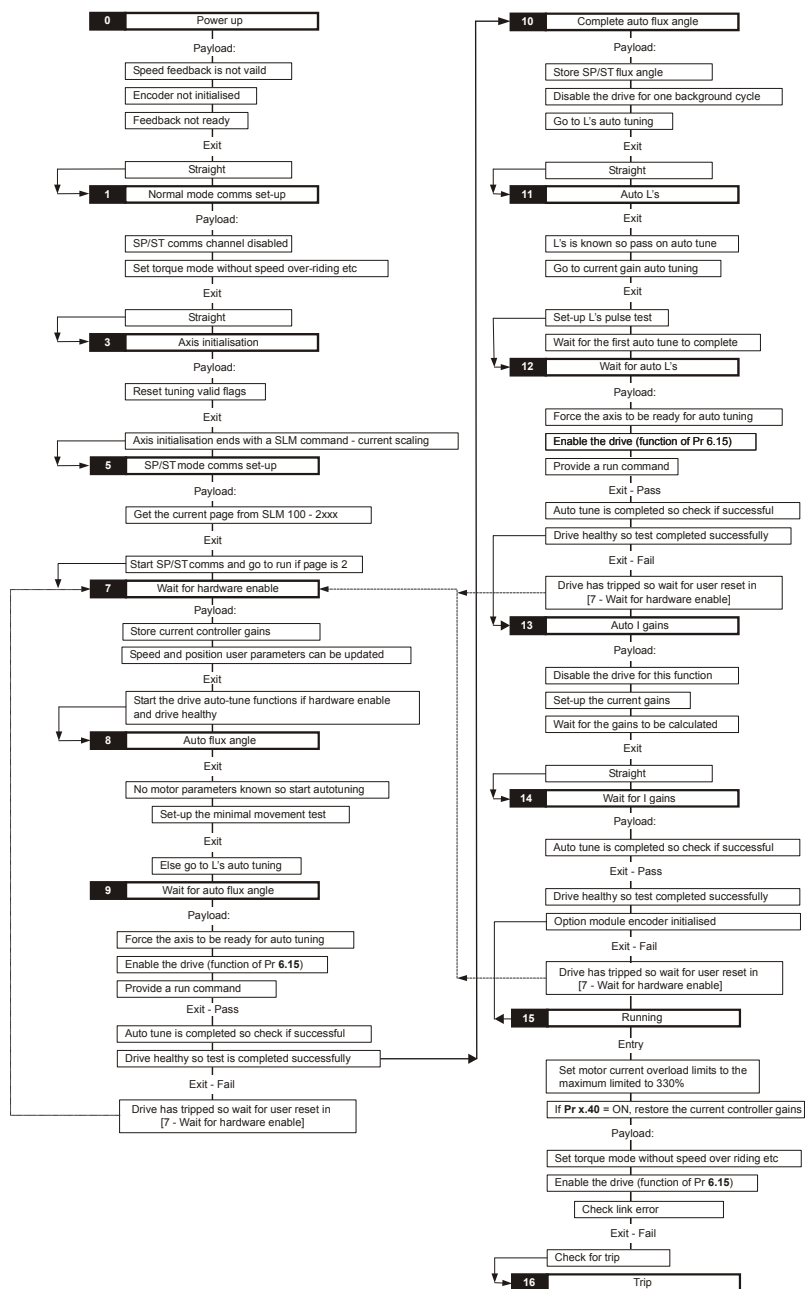 0 Power up
Payload:
Speed feedback is not vaild
Encoder not initialised
Feedback not ready
Exit
Straight
1 Normal mode comms set-up
Payload:
SP/ST comms channel disabled
Set torque mode without speed over-riding etc
Exit
Straight
3 Axis initialisation
Payload:
Reset tuning valid flags
Exit
Axis initialisation ends with a SLM command - current scaling
5 SP/ST mode comms set-up
Payload:
Get the current page from SLM 100 - 2xxx
Exit
Start SP/ST comms and go to run if page is 2
7 Wait for hardware enable
Payload:
Store current controller gains
Speed and position user parameters can be updated
Exit
Start the drive auto-tune functions if hardware enable
and drive healthy
8 Auto flux angle
Exit
No motor parameters known so start autotuning
Set-up the minimal movement test
Exit
Else go to L's auto tuning
9 Wait for auto flux angle
Payload:
Force the axis to be ready for auto tuning
Enable the drive (function of Pr 6.15)
Provide a run command
Exit - Pass
Auto tune is completed so check if successful
Drive healthy so test is completed successfully
Exit - Fail
Drive has tripped so wait for user reset in
[7 - Wait for hardware enable]
10 Complete auto flux angle
Payload:
Store SP/ST flux angle
Disable the drive for one background cycle
Go to L's auto tuning
Exit
Straight
11 Auto L's
Exit
L's is known so pass on auto tune
Go to current gain auto tuning
Exit
Set-up L's pulse test
Wait for the first auto tune to complete
12 Wait for auto L's
Payload:
Force the axis to be ready for auto tuning
Enable the drive (function of Pr 6.15)
Provide a run command
Exit - Pass
Auto tune is completed so check if successful
Drive healthy so test completed successfully
Exit - Fail
Drive has tripped so wait for user reset in
[7 - Wait for hardware enable]
13 Auto I gains
Payload:
Disable the drive for this function
Set-up the current gains
Wait for the gains to be calculated
Exit
Straight
14 Wait for I gains
Payload:
Auto tune is completed so check if successful
Exit - Pass
Drive healthy so test completed successfully
Option module encoder initialised
Exit - Fail
Drive has tripped so wait for user reset in
[7 - Wait for hardware enable]
15 Running
Entry
Set motor current overload limits to the
maximum limited to 330%
If Pr x.40 = ON, restore the current controller gains
Payload:
Set torque mode without speed over riding etc
Enable the drive (function of Pr 6.15)
Check link error
Exit - Fail
Check for trip
16 Trip